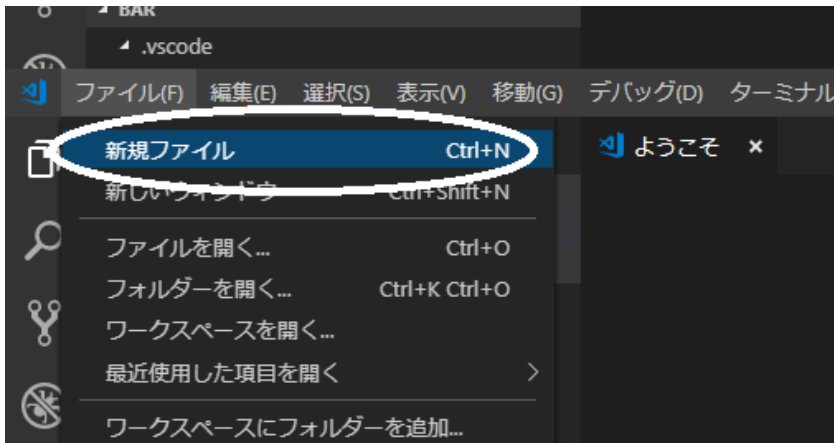 BAR
.vscode
ファイル(F) 編集(E) 選択(S) 表示(V) 移動(G) デバッグ(D) ターミナル
新規ファイル Ctrl+N
ようこそ ×
新しいウィンドウ Ctrl+Shift+N
ファイルを開く... Ctrl+O
フォルダーを開く... Ctrl+K Ctrl+O
ワークスペースを開く...
最近使用した項目を開く >
ワークスペースにフォルダーを追加...